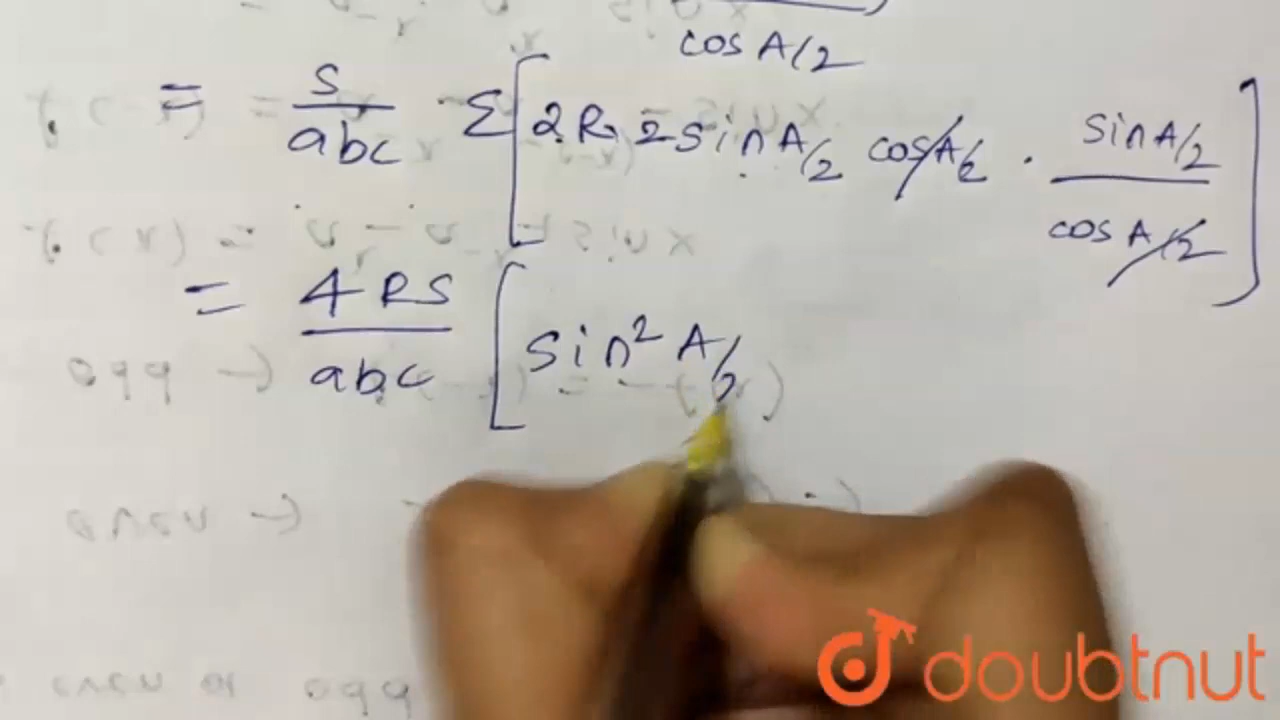 cos A/2
= s/abc Σ [2R. 2 sin A/2 cos A/2 . sin A/2 / cos A/2]
= 4RS/abc [sin² A/2
doubtnut